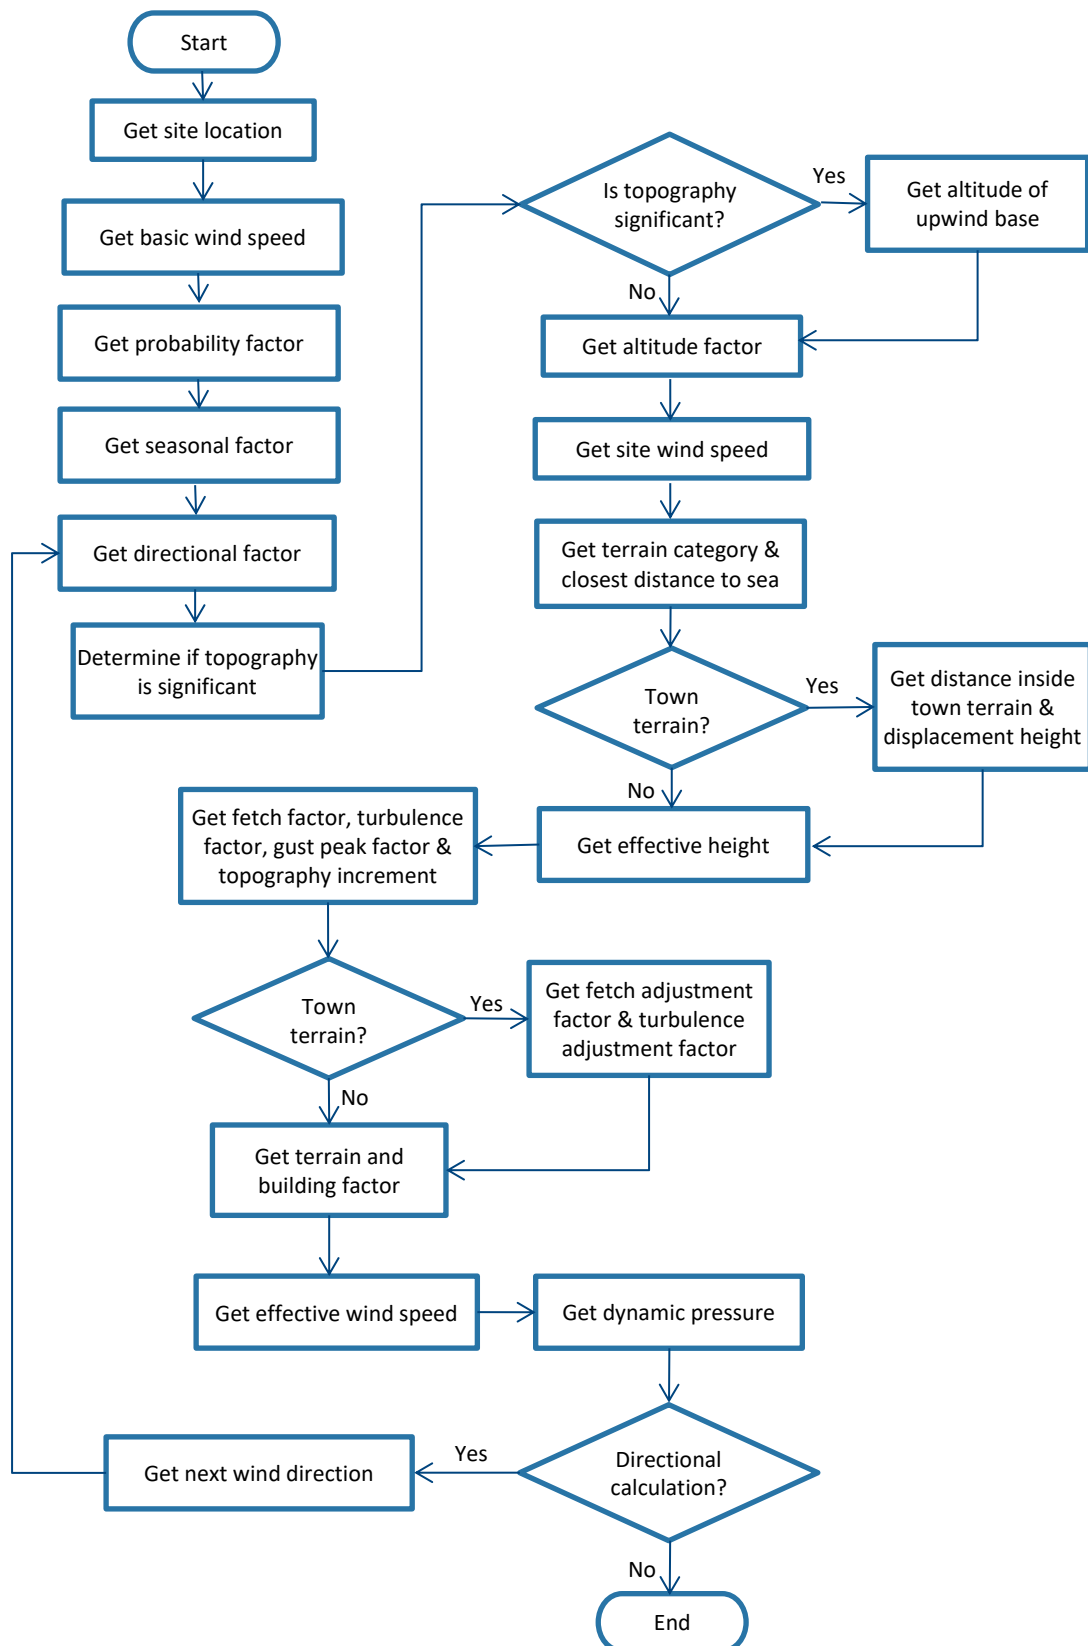 Start
Get site location
Get basic wind speed
Get probability factor
Get seasonal factor
Get directional factor
Determine if topography
is significant
Is topography
significant?
Yes
Get altitude of
upwind base
No
Get altitude factor
Get site wind speed
Get terrain category &
closest distance to sea
Town
terrain?
Yes
Get distance inside
town terrain &
displacement height
No
Get effective height
Get fetch factor, turbulence
factor, gust peak factor &
topography increment
Town
terrain?
Yes
Get fetch adjustment
factor & turbulence
adjustment factor
No
Get terrain and
building factor
Get effective wind speed
Get dynamic pressure
Directional
calculation?
Yes
Get next wind direction
No
End